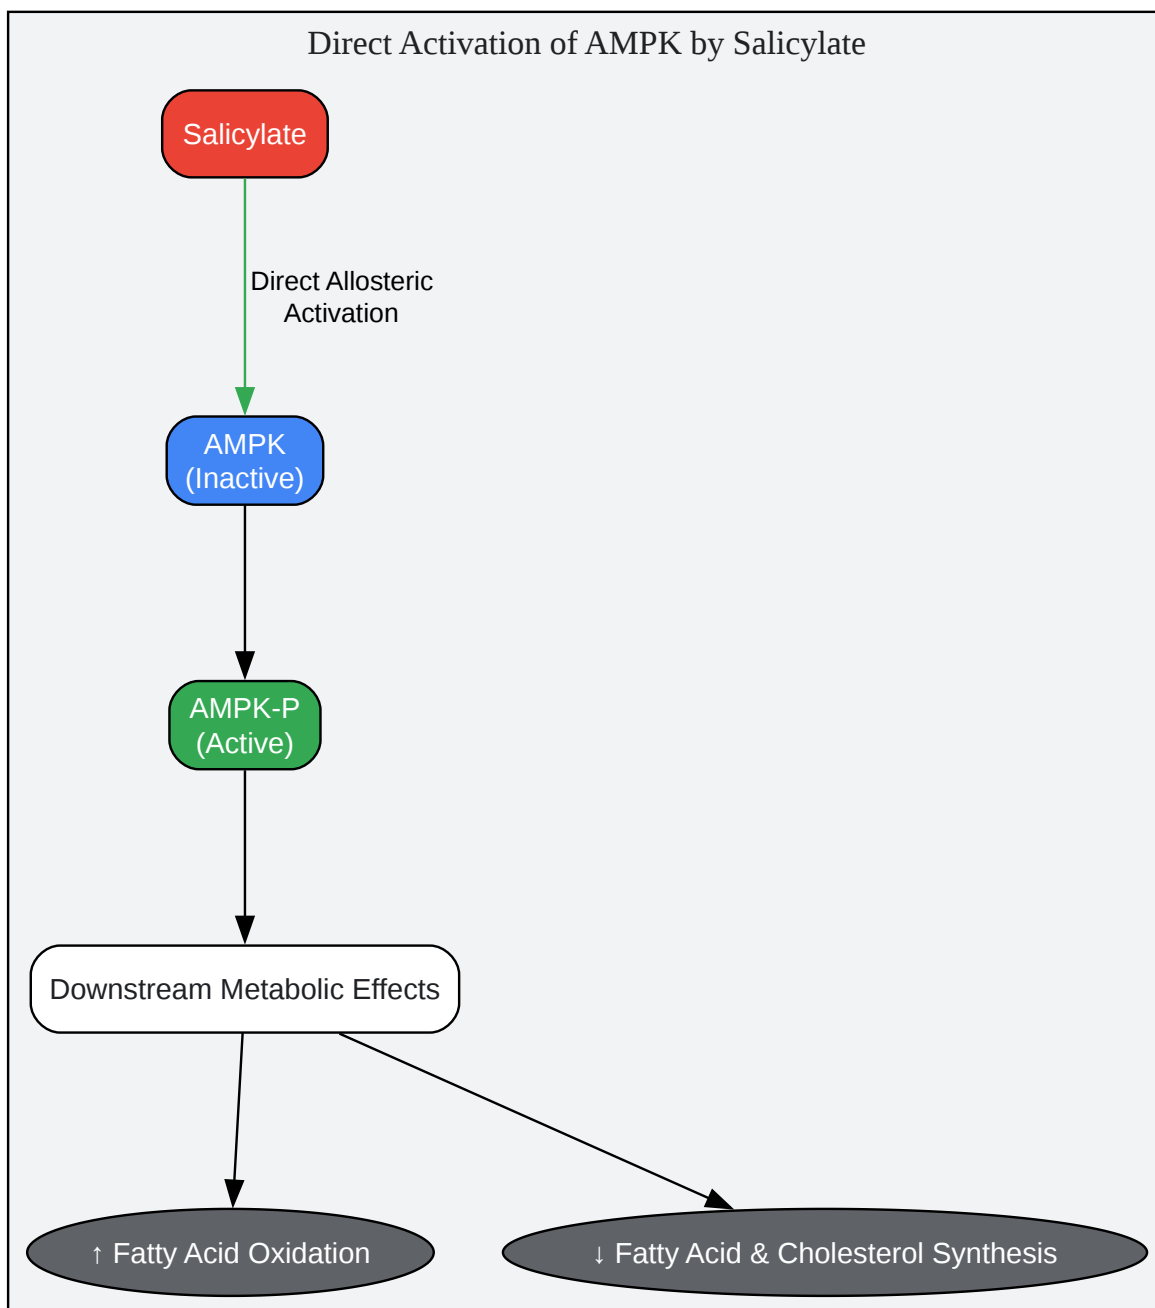 Direct Activation of AMPK by Salicylate
Salicylate
Direct Allosteric
Activation
AMPK
(Inactive)
AMPK-P
(Active)
Downstream Metabolic Effects
↑ Fatty Acid Oxidation
↓ Fatty Acid & Cholesterol Synthesis